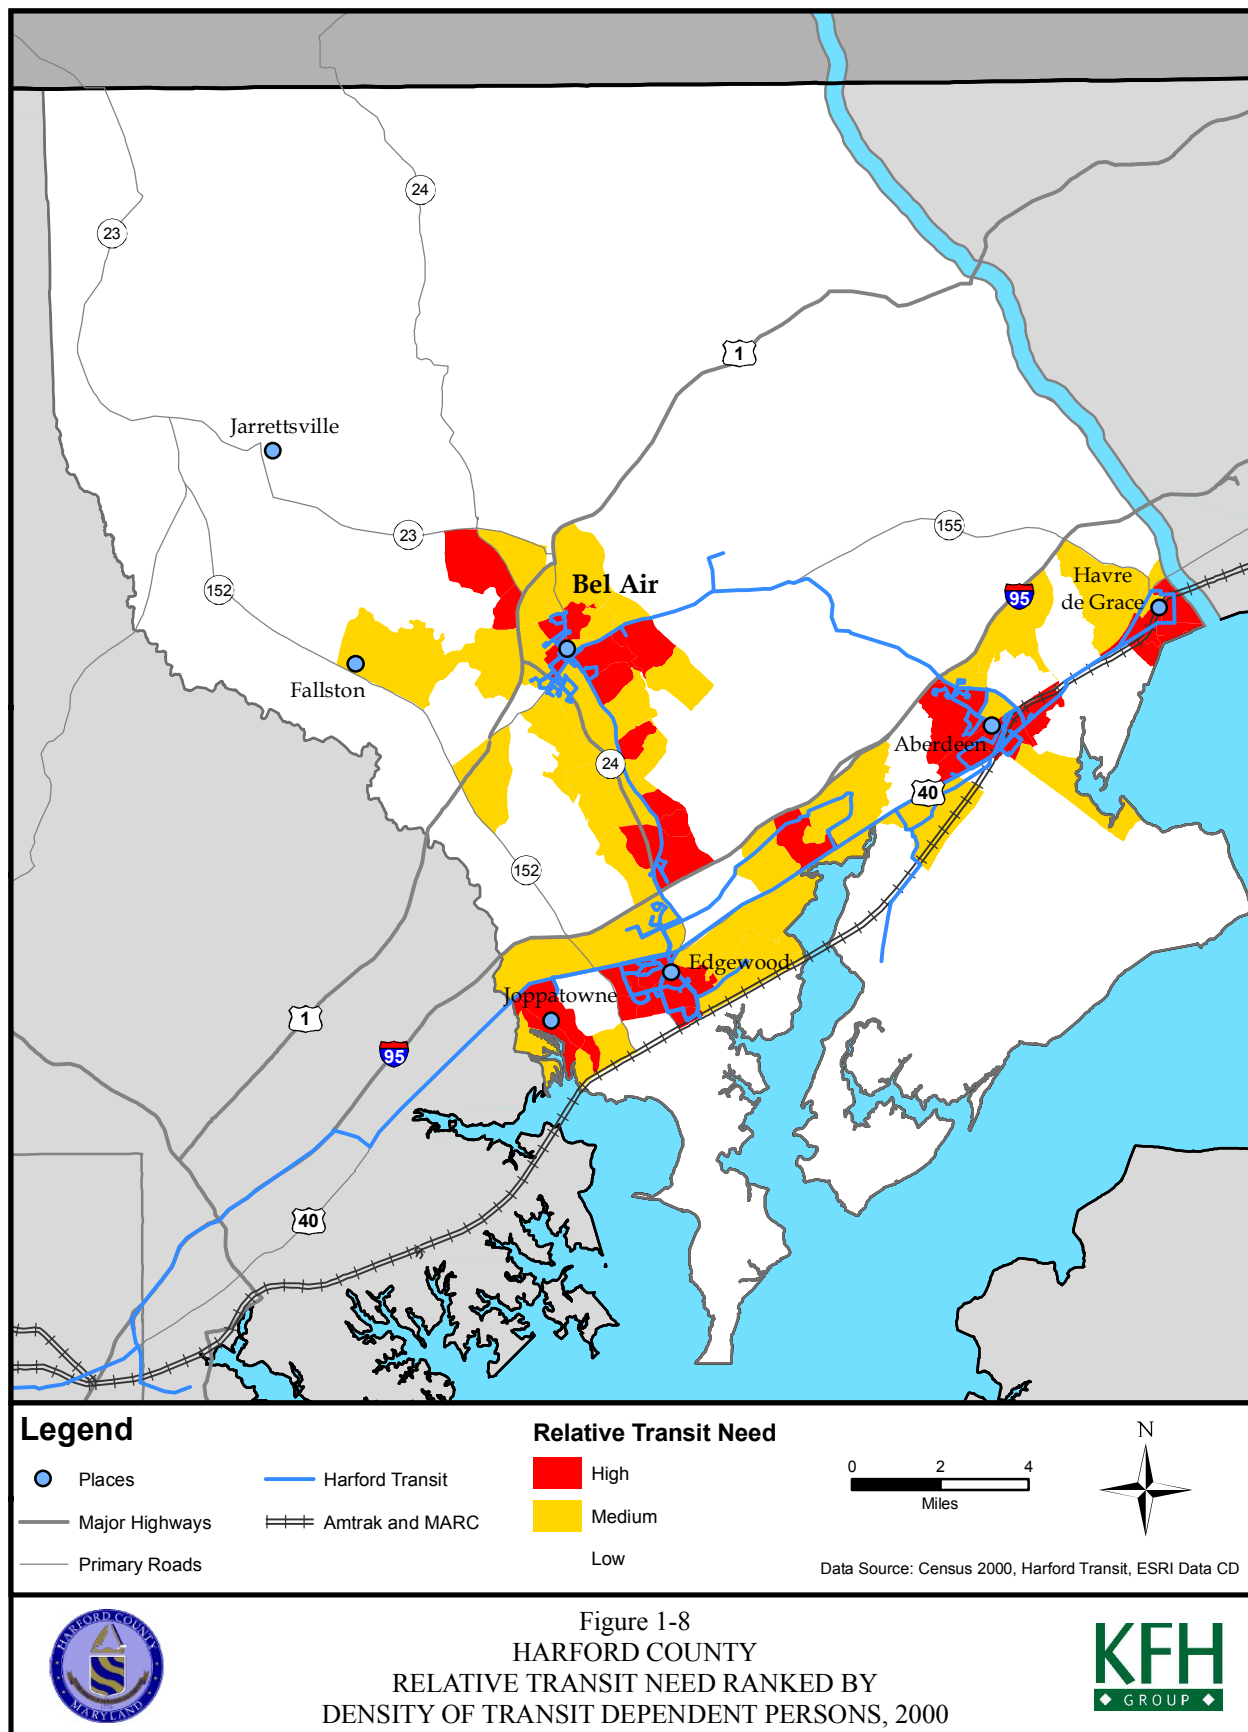 24
23
1
Jarrettsville
23
155
152
Bel Air
95
Havre
de Grace
Fallston
Aberdeen
24
40
152
Edgewood
Joppatowne
1
95
40
Legend
Places
Major Highways
Primary Roads
Harford Transit
Amtrak and MARC
Relative Transit Need
High
Medium
Low
0 2 4
Miles
N
Data Source: Census 2000, Harford Transit, ESRI Data CD
HARFORD COUNTY
MARYLAND
Figure 1-8
HARFORD COUNTY
RELATIVE TRANSIT NEED RANKED BY
DENSITY OF TRANSIT DEPENDENT PERSONS, 2000
KFH
GROUP